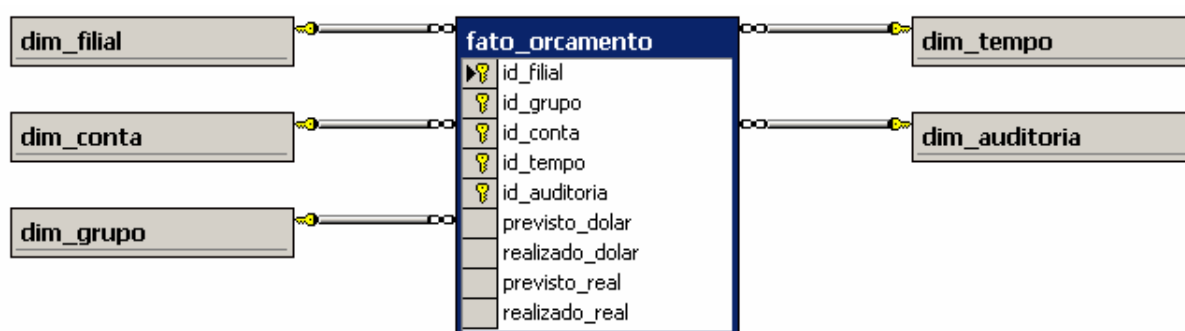 dim_filial
dim_conta
dim_grupo
fato_orcamento
id_filial
id_grupo
id_conta
id_tempo
id_auditoria
previsto_dolar
realizado_dolar
previsto_real
realizado_real
dim_tempo
dim_auditoria